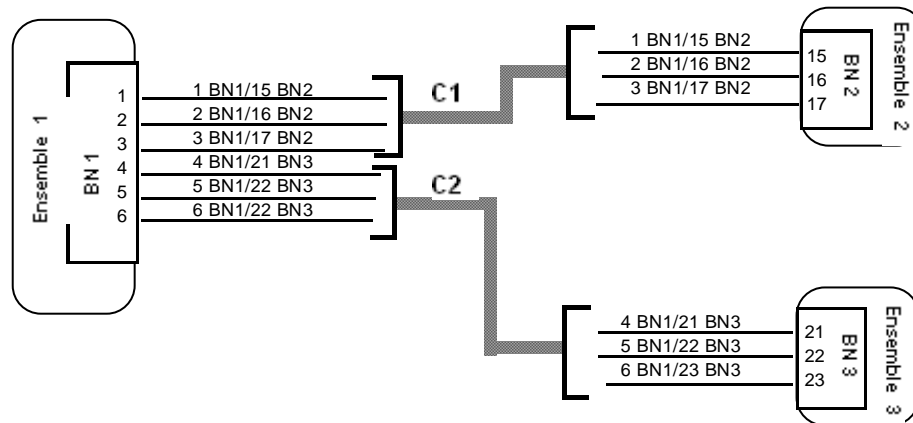 Ensemble 1
BN1
1
2
3
4
5
6
1 BN1/15 BN2
2 BN1/16 BN2
3 BN1/17 BN2
4 BN1/21 BN3
5 BN1/22 BN3
6 BN1/22 BN3
C1
C2
1 BN1/15 BN2
2 BN1/16 BN2
3 BN1/17 BN2
15
16
17
BN2
Ensemble 2
4 BN1/21 BN3
5 BN1/22 BN3
6 BN1/23 BN3
21
22
23
BN3
Ensemble 3